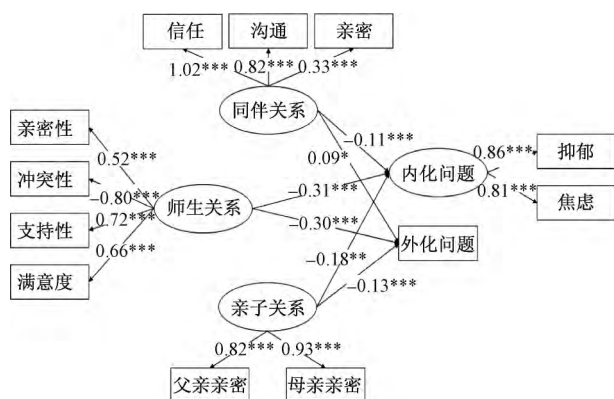 信任 沟通 亲密
1.02*** 0.82*** 0.33***
同伴关系
亲密性
冲突性
支持性
满意度
0.52***
-0.80***
0.72***
0.66***
师生关系
-0.11***
0.09*
-0.31***
-0.30***
-0.18**
-0.13***
内化问题
外化问题
0.86***
0.81***
抑郁
焦虑
亲子关系
0.82*** 0.93***
父亲亲密 母亲亲密